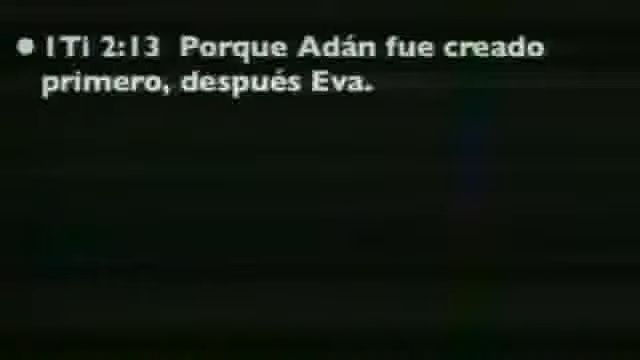 ● 1Ti 2:13 Porque Adán fue creado
primero, después Eva.